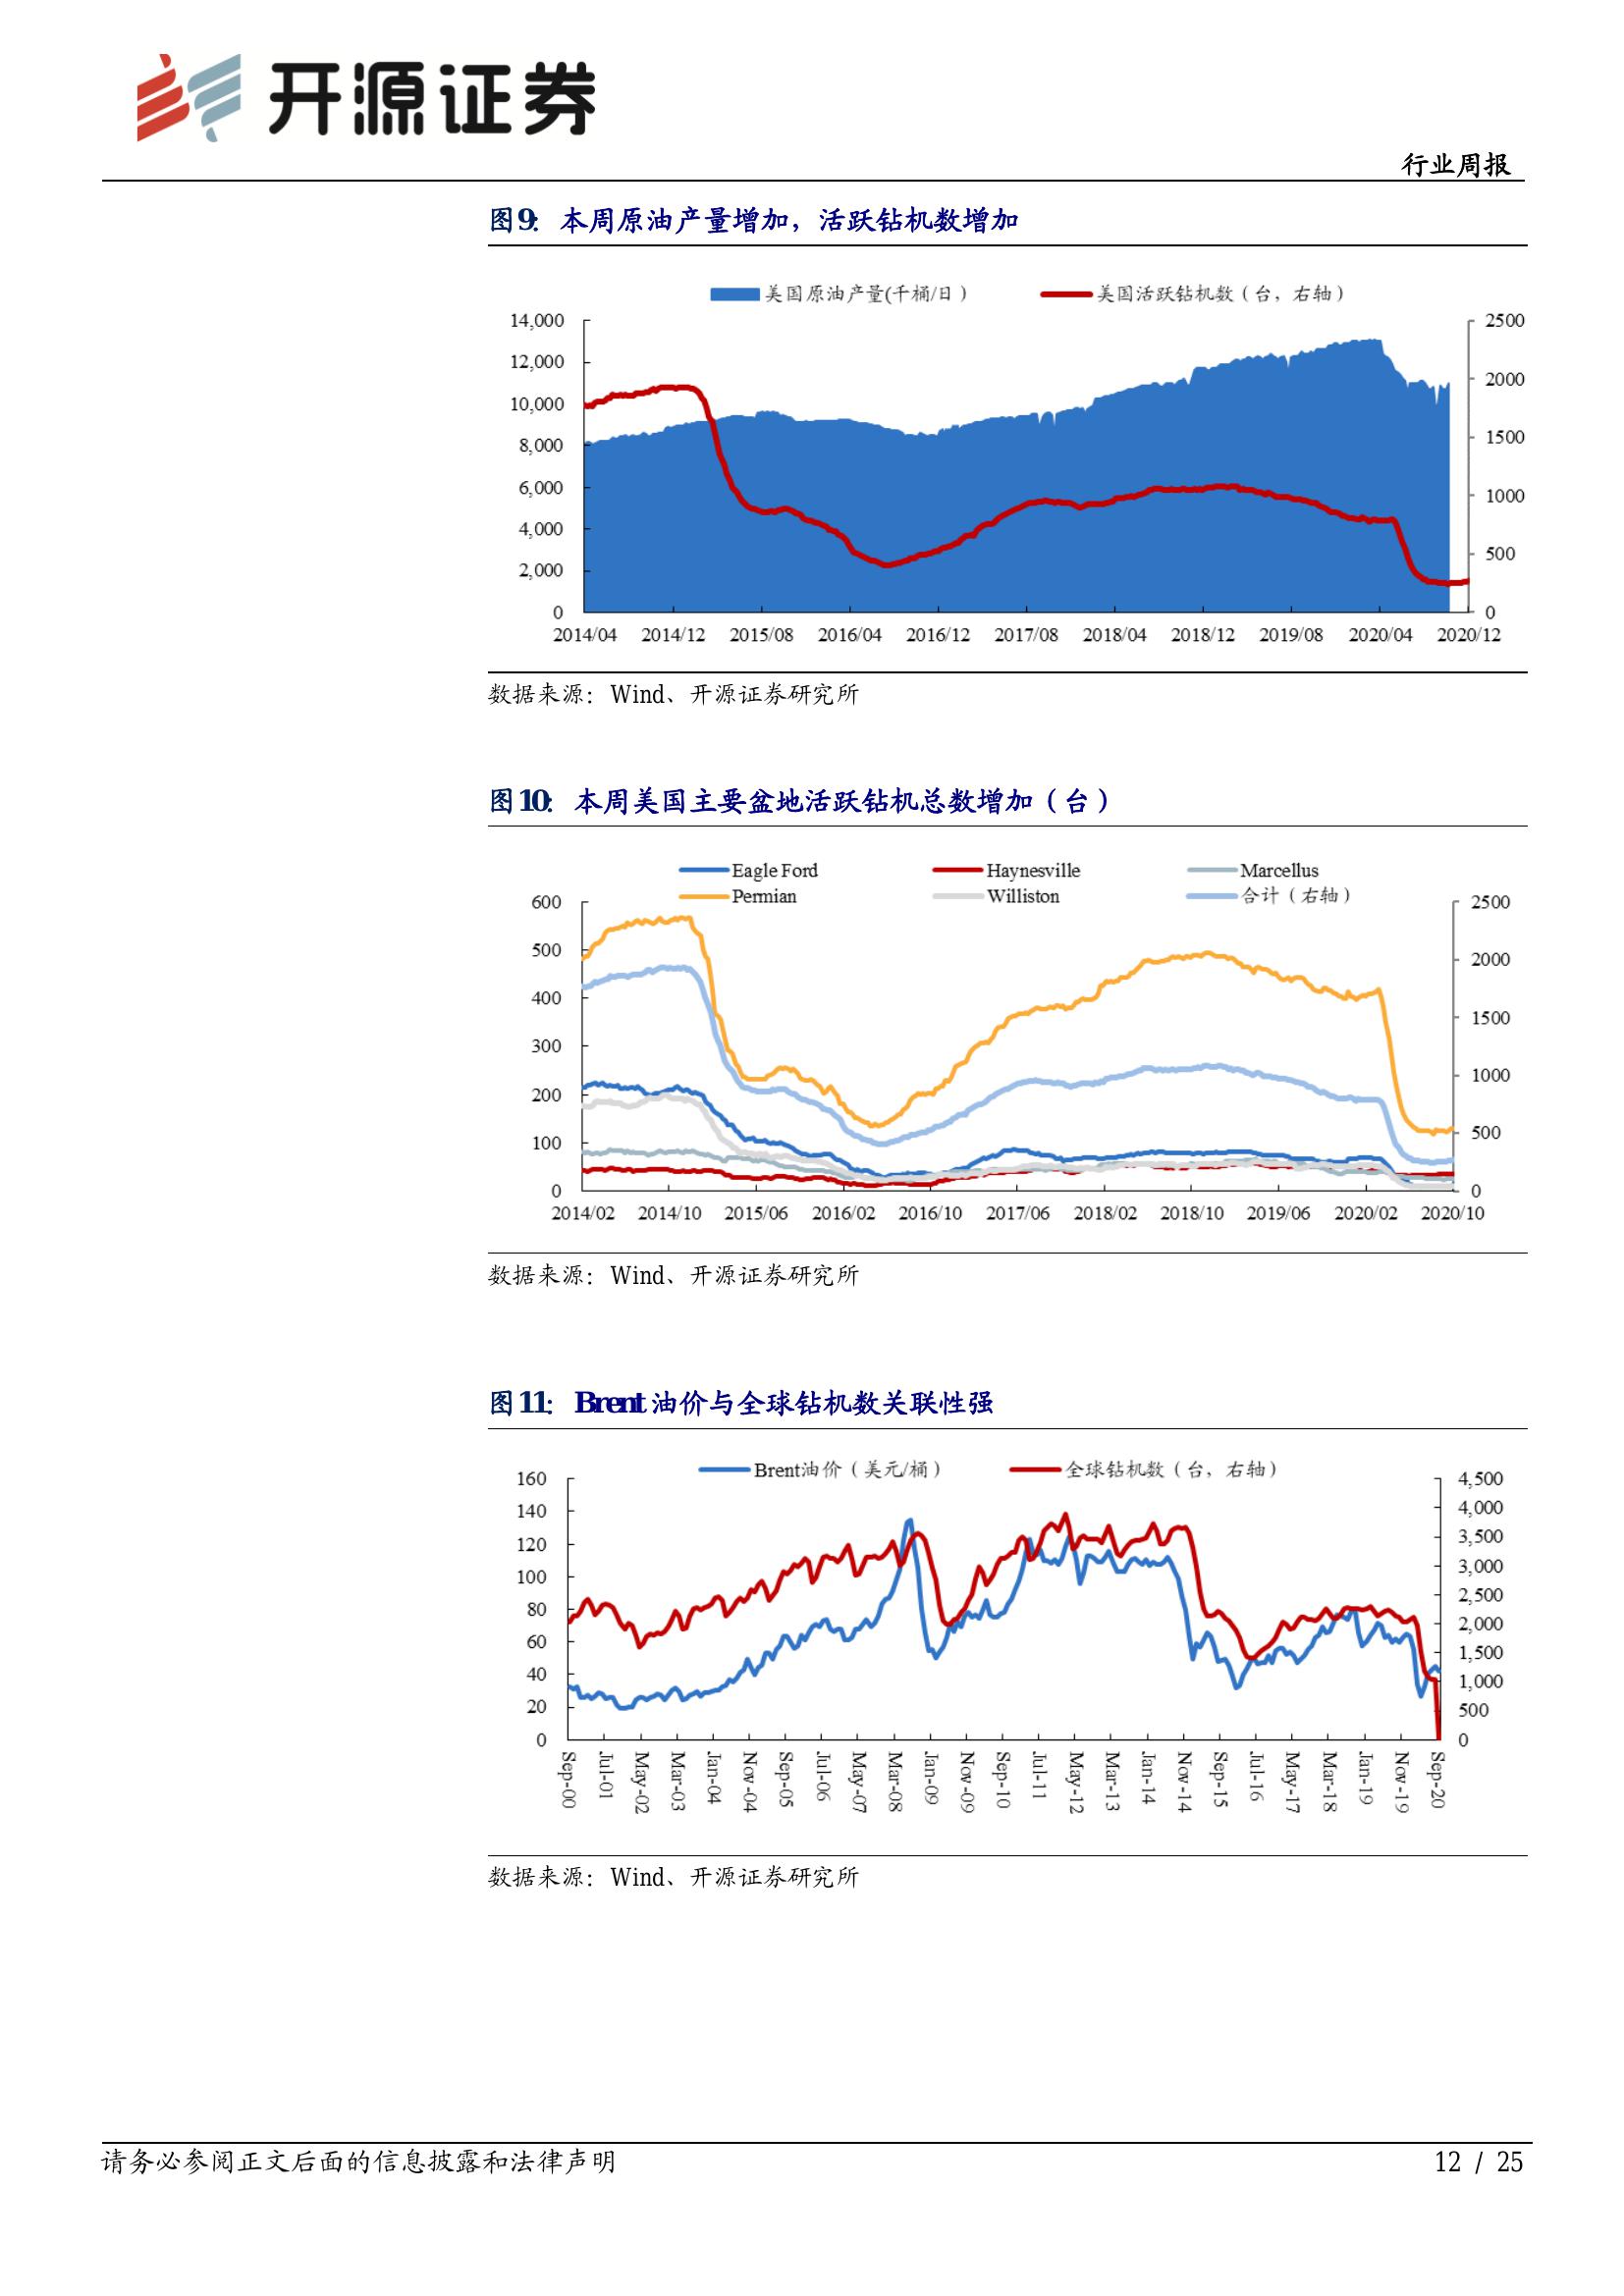 开源证券
行业周报
图9：本周原油产量增加，活跃钻机数增加
美国原油产量(千桶/日） 美国活跃钻机数（台，右轴）
14,000 2500
12,000 2000
10,000
8,000 1500
6,000 1000
4,000 500
2,000
0 0
2014/04 2014/12 2015/08 2016/04 2016/12 2017/08 2018/04 2018/12 2019/08 2020/04 2020/12
数据来源：Wind、开源证券研究所
图10：本周美国主要盆地活跃钻机总数增加（台）
Eagle Ford Haynesville Marcellus
Permian Williston 合计（右轴）
600 2500
500 2000
400 1500
300 1000
200 500
100
0 0
2014/02 2014/10 2015/06 2016/02 2016/10 2017/06 2018/02 2018/10 2019/06 2020/02 2020/10
数据来源：Wind、开源证券研究所
图11：Brent 油价与全球钻机数关联性强
Brent油价（美元/桶） 全球钻机数（台，右轴）
160 4,500
140 4,000
120 3,500
100 3,000
80 2,500
60 2,000
40 1,500
20 1,000
0 500
0
Sep-00 Jul-01 May-02 Mar-03 Jan-04 Nov-04 Sep-05 Jul-06 May-07 Mar-08 Jan-09 Nov-09 Sep-10 Jul-11 May-12 Mar-13 Jan-14 Nov-14 Sep-15 Jul-16 May-17 Mar-18 Jan-19 Nov-19 Sep-20
数据来源：Wind、开源证券研究所
请务必参阅正文后面的信息披露和法律声明 12 / 25